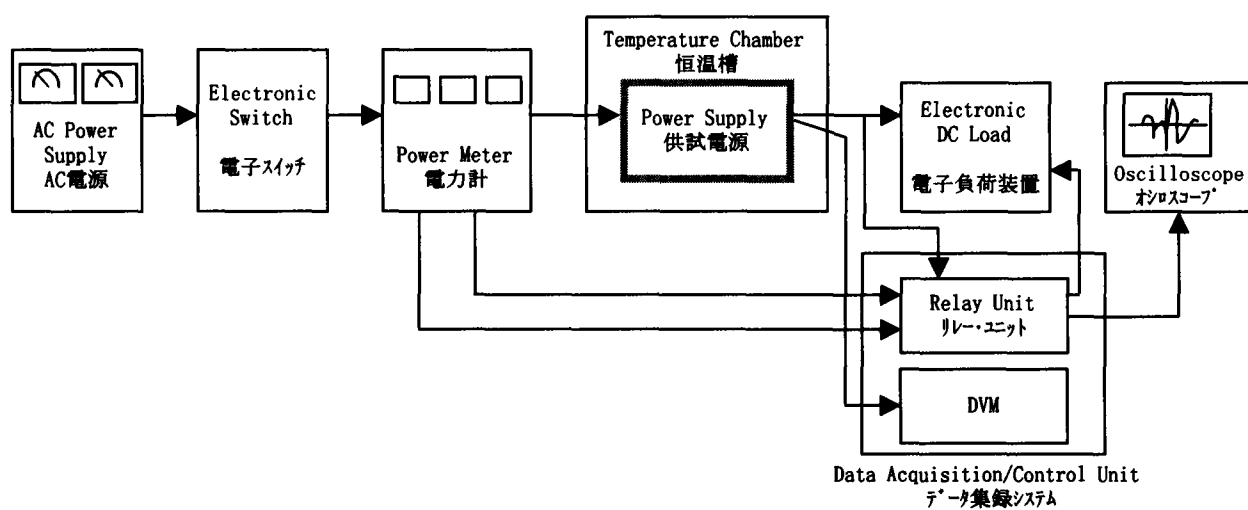 AC Power
Supply
AC電源
Electronic
Switch
電子スイッチ
Power Meter
電力計
Temperature Chamber
恒温槽
Power Supply
供試電源
Electronic
DC Load
電子負荷装置
Oscilloscope
オシロスコープ
Relay Unit
リレー・ユニット
DVM
Data Acquisition/Control Unit
データ集録システム